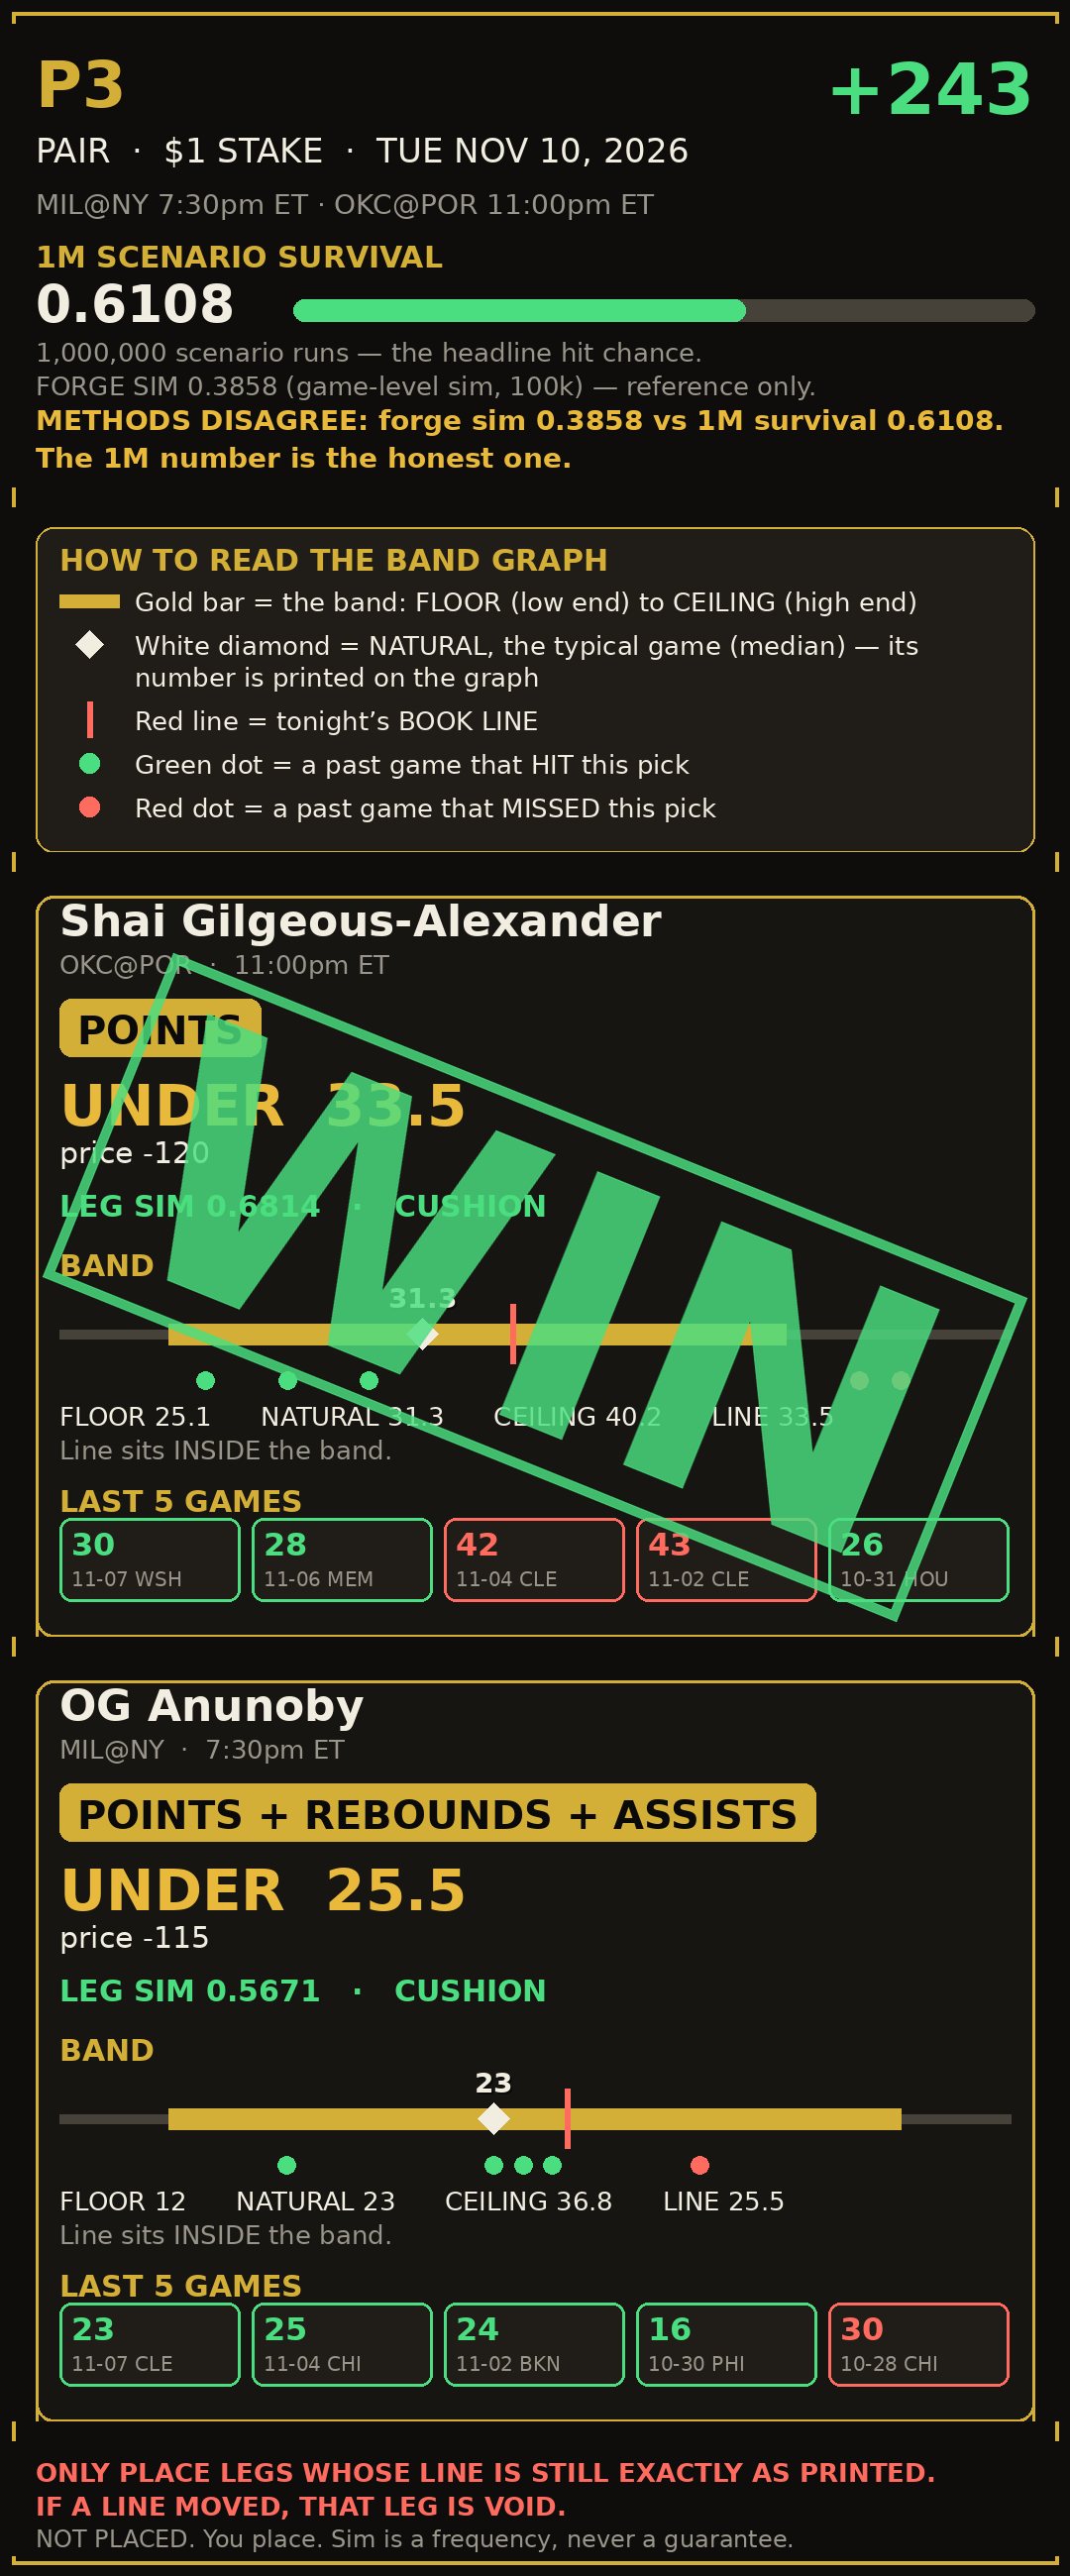 P3
+243
PAIR · $1 STAKE · TUE NOV 10, 2026
MIL@NY 7:30pm ET · OKC@POR 11:00pm ET
1M SCENARIO SURVIVAL
0.6108
1,000,000 scenario runs — the headline hit chance.
FORGE SIM 0.3858 (game-level sim, 100k) — reference only.
METHODS DISAGREE: forge sim 0.3858 vs 1M survival 0.6108.
The 1M number is the honest one.
HOW TO READ THE BAND GRAPH
Gold bar = the band: FLOOR (low end) to CEILING (high end)
White diamond = NATURAL, the typical game (median) — its
number is printed on the graph
Red line = tonight’s BOOK LINE
Green dot = a past game that HIT this pick
Red dot = a past game that MISSED this pick
Shai Gilgeous-Alexander
OKC@POR · 11:00pm ET
POINTS
UNDER 33.5
price -120
LEG SIM 0.6814 · CUSHION
BAND
31.3
WIN
FLOOR 25.1 NATURAL 31.3 CEILING 40.2 LINE 33.5
Line sits INSIDE the band.
LAST 5 GAMES
30 28 42 43 26
11-07 WSH 11-06 MEM 11-04 CLE 11-02 CLE 10-31 HOU
OG Anunoby
MIL@NY · 7:30pm ET
POINTS + REBOUNDS + ASSISTS
UNDER 25.5
price -115
LEG SIM 0.5671 · CUSHION
BAND
23
FLOOR 12 NATURAL 23 CEILING 36.8 LINE 25.5
Line sits INSIDE the band.
LAST 5 GAMES
23 25 24 16 30
11-07 CLE 11-04 CHI 11-02 BKN 10-30 PHI 10-28 CHI
ONLY PLACE LEGS WHOSE LINE IS STILL EXACTLY AS PRINTED.
IF A LINE MOVED, THAT LEG IS VOID.
NOT PLACED. You place. Sim is a frequency, never a guarantee.